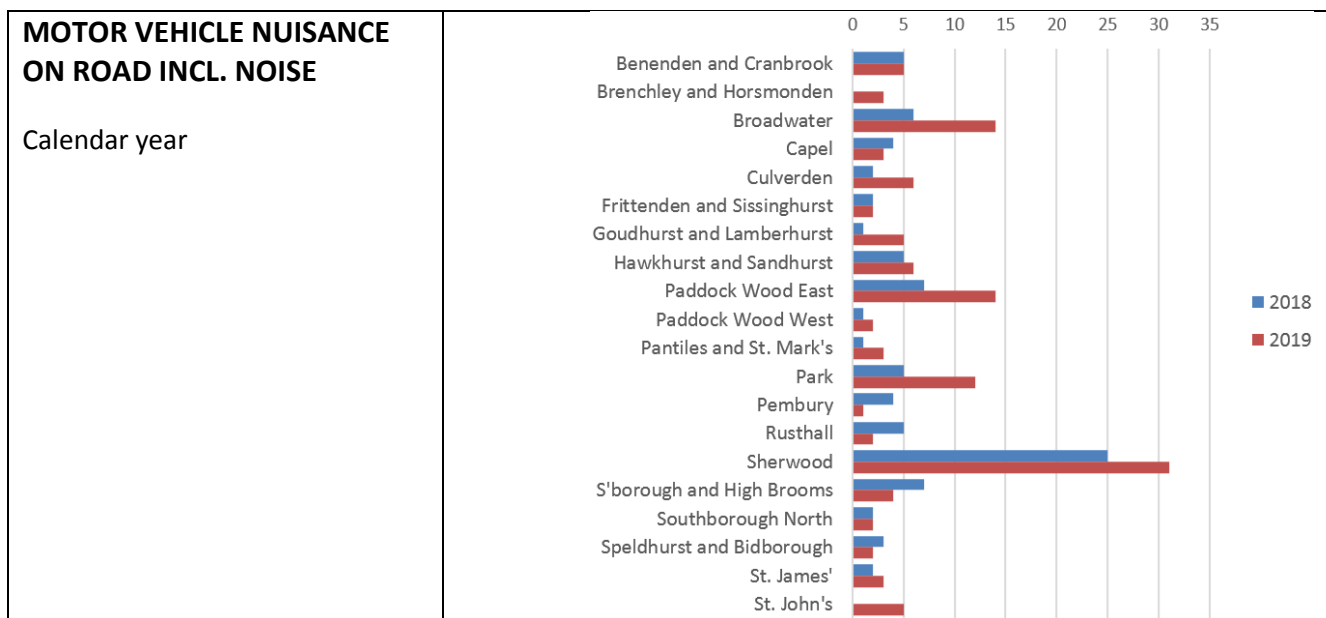 MOTOR VEHICLE NUISANCE
ON ROAD INCL. NOISE
Calendar year
0 5 10 15 20 25 30 35
Benenden and Cranbrook
Brenchley and Horsmonden
Broadwater
Capel
Culverden
Frittenden and Sissinghurst
Goudhurst and Lamberhurst
Hawkhurst and Sandhurst
Paddock Wood East
Paddock Wood West
Pantiles and St. Mark's
Park
Pembury
Rusthall
Sherwood
S'borough and High Brooms
Southborough North
Speldhurst and Bidborough
St. James'
St. John's
2018
2019